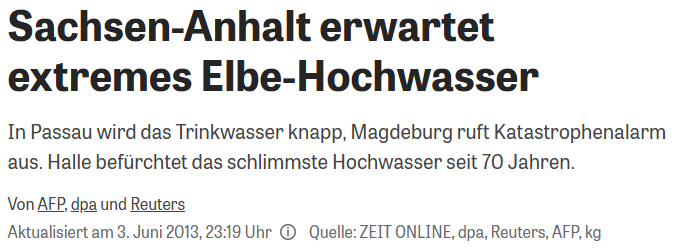 Sachsen-Anhalt erwartet
extremes Elbe-Hochwasser
In Passau wird das Trinkwasser knapp, Magdeburg ruft Katastrophenalarm
aus. Halle befürchtet das schlimmste Hochwasser seit 70 Jahren.
Von AFP, dpa und Reuters
Aktualisiert am 3. Juni 2013, 23:19 Uhr Quelle: ZEIT ONLINE, dpa, Reuters, AFP, kg